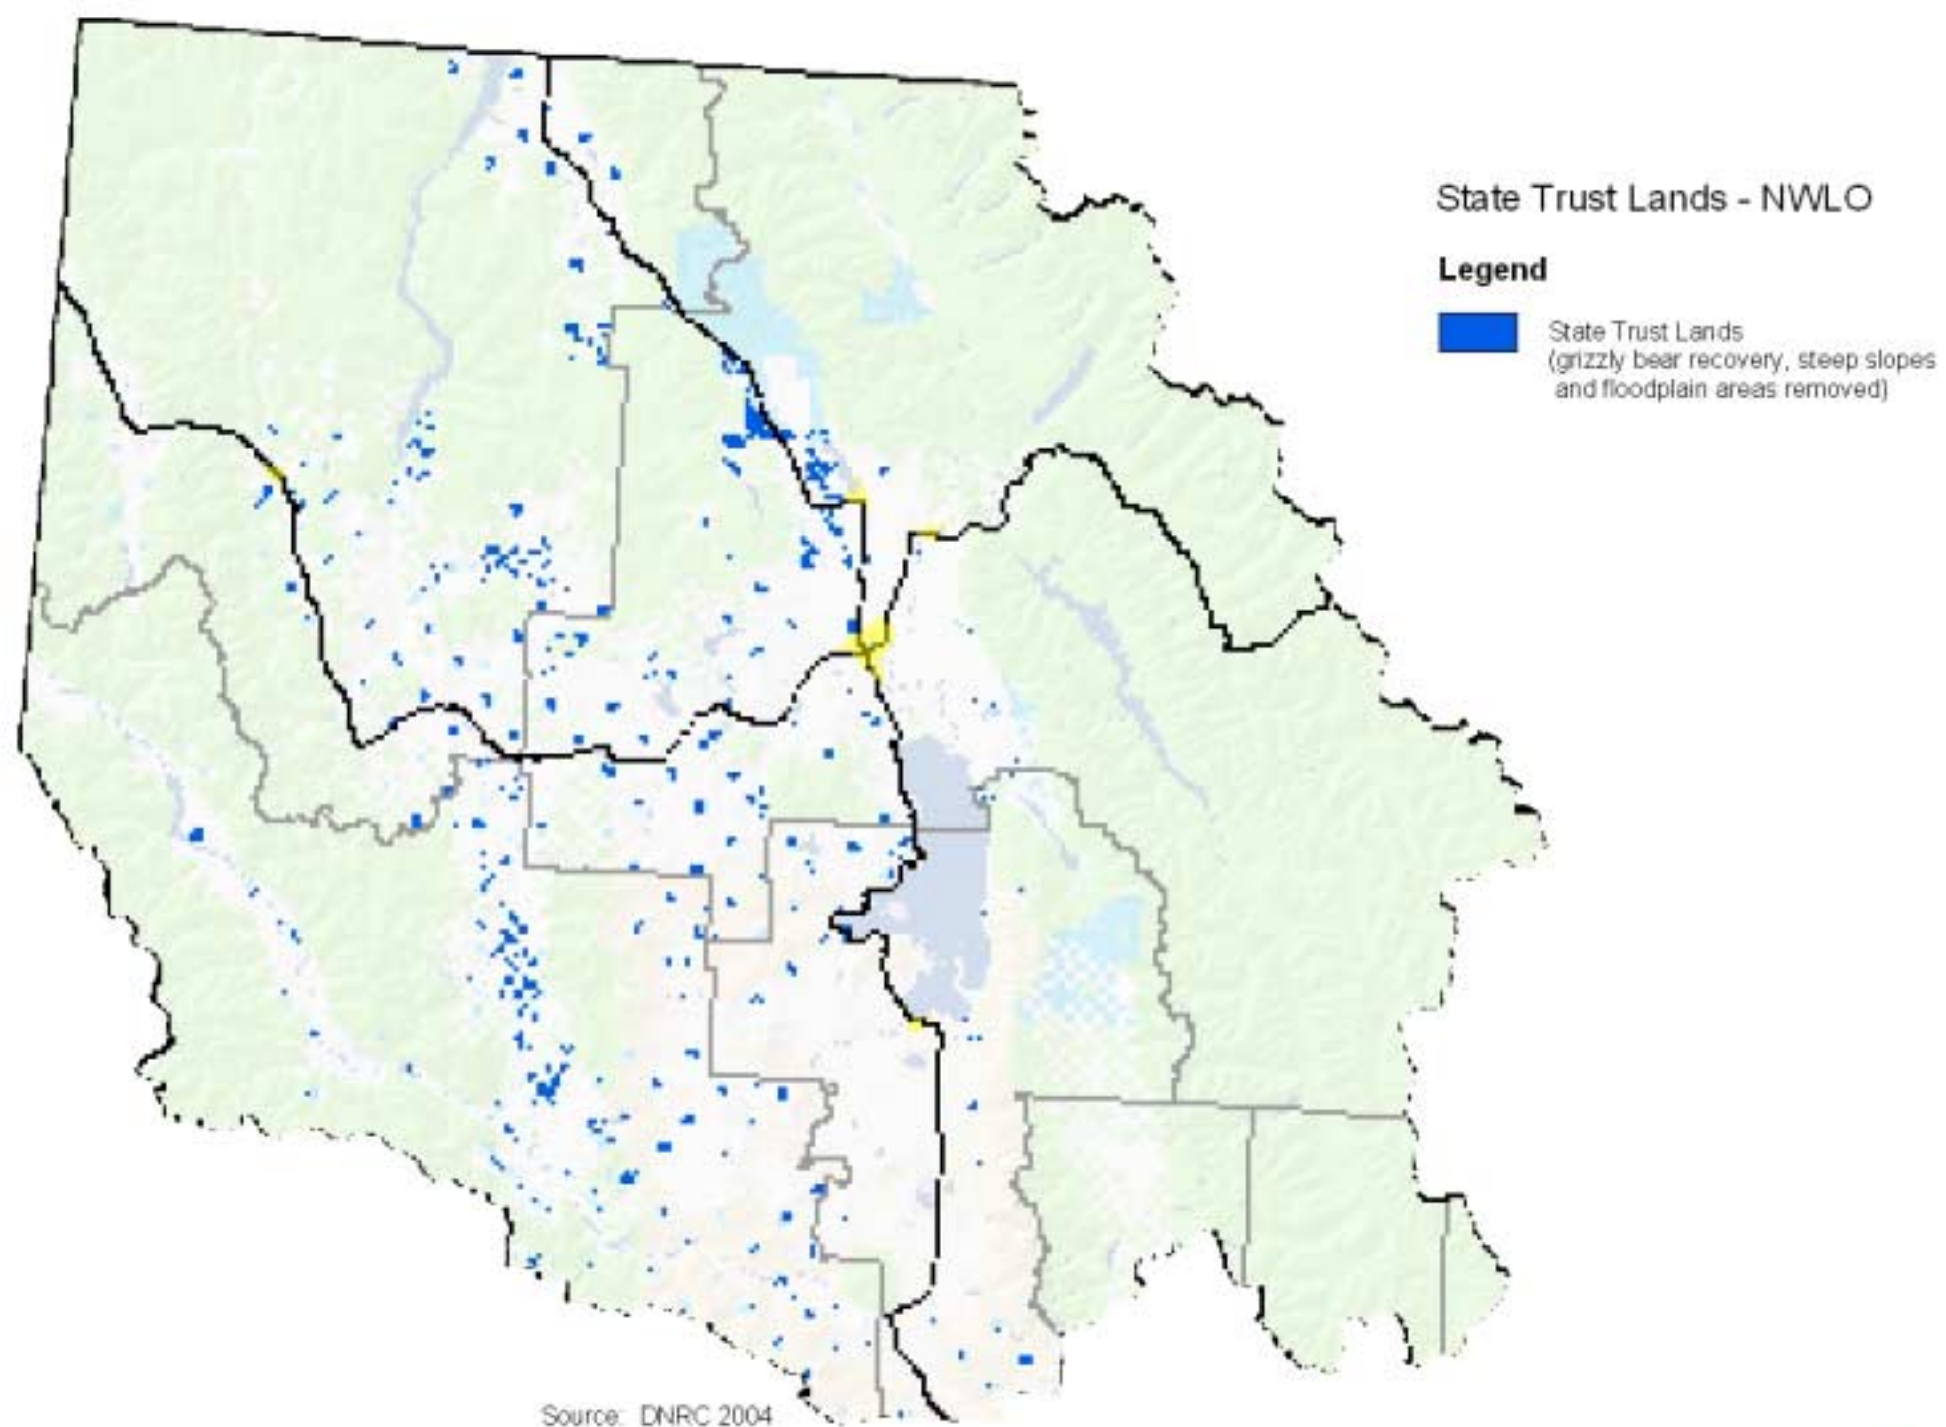 State Trust Lands - NWLO
Legend
State Trust Lands
(grizzly bear recovery, steep slopes
and floodplain areas removed)
Source: DNRC 2004